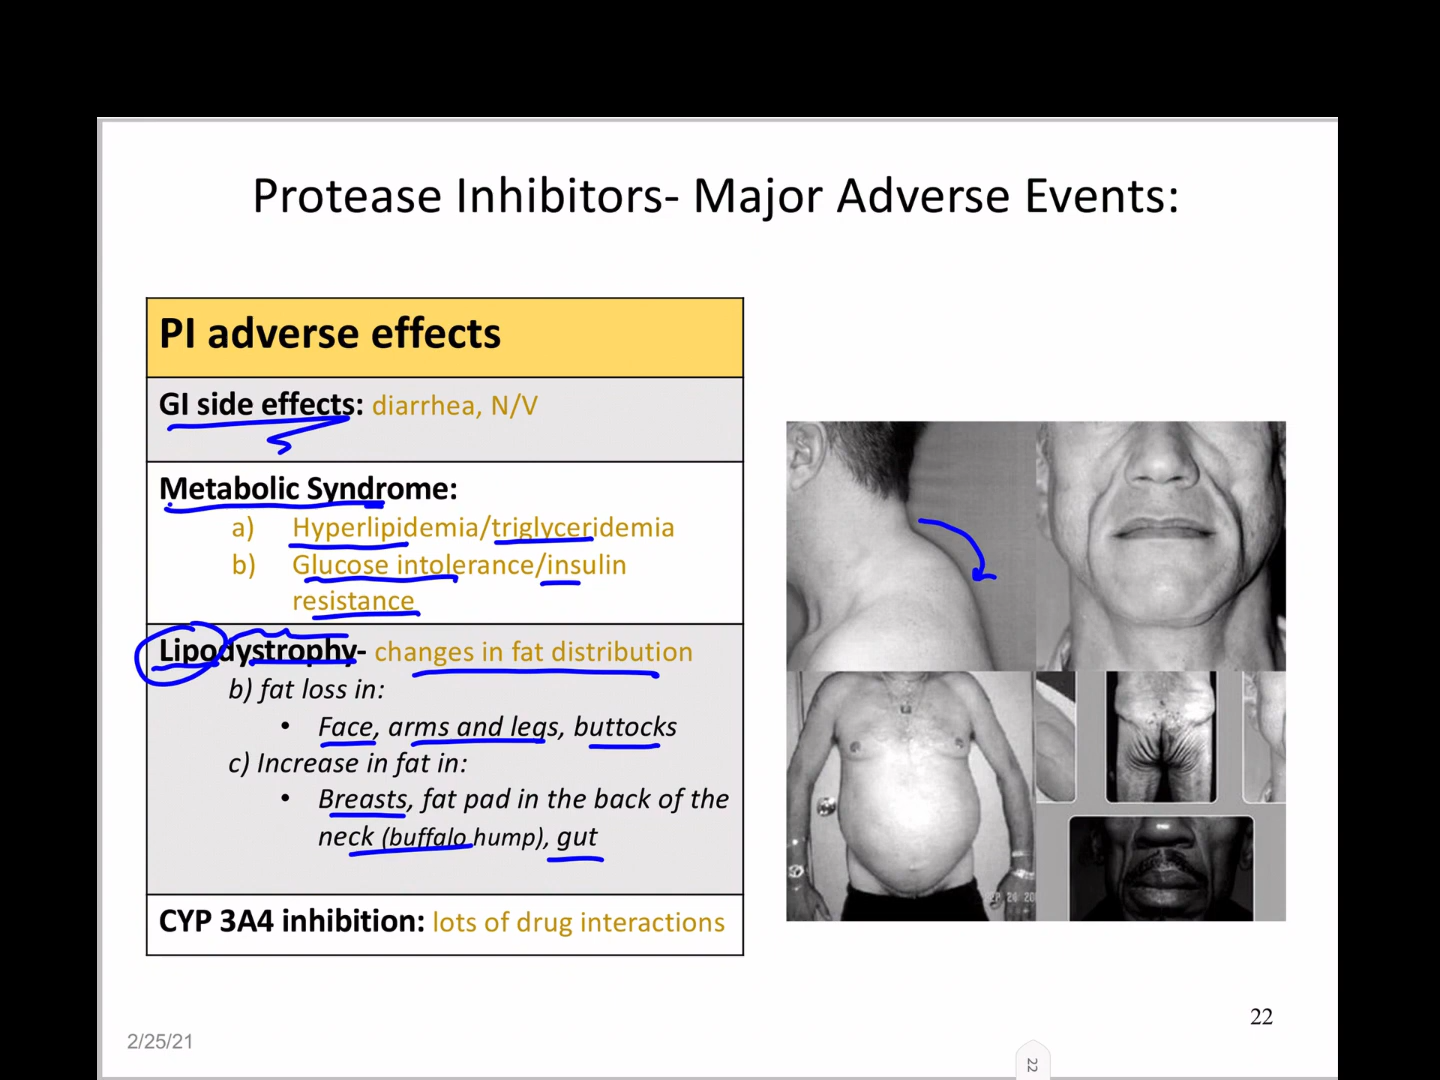 Protease Inhibitors- Major Adverse Events:
PI adverse effects
GI side effects: diarrhea, N/V
Metabolic Syndrome:
a) Hyperlipidemia/triglyceridemia
b) Glucose intolerance/insulin
resistance
Lipodystrophy- changes in fat distribution
b) fat loss in:
• Face, arms and legs, buttocks
c) Increase in fat in:
• Breasts, fat pad in the back of the
neck (buffalo hump), gut
CYP 3A4 inhibition: lots of drug interactions
22
2/25/21
22